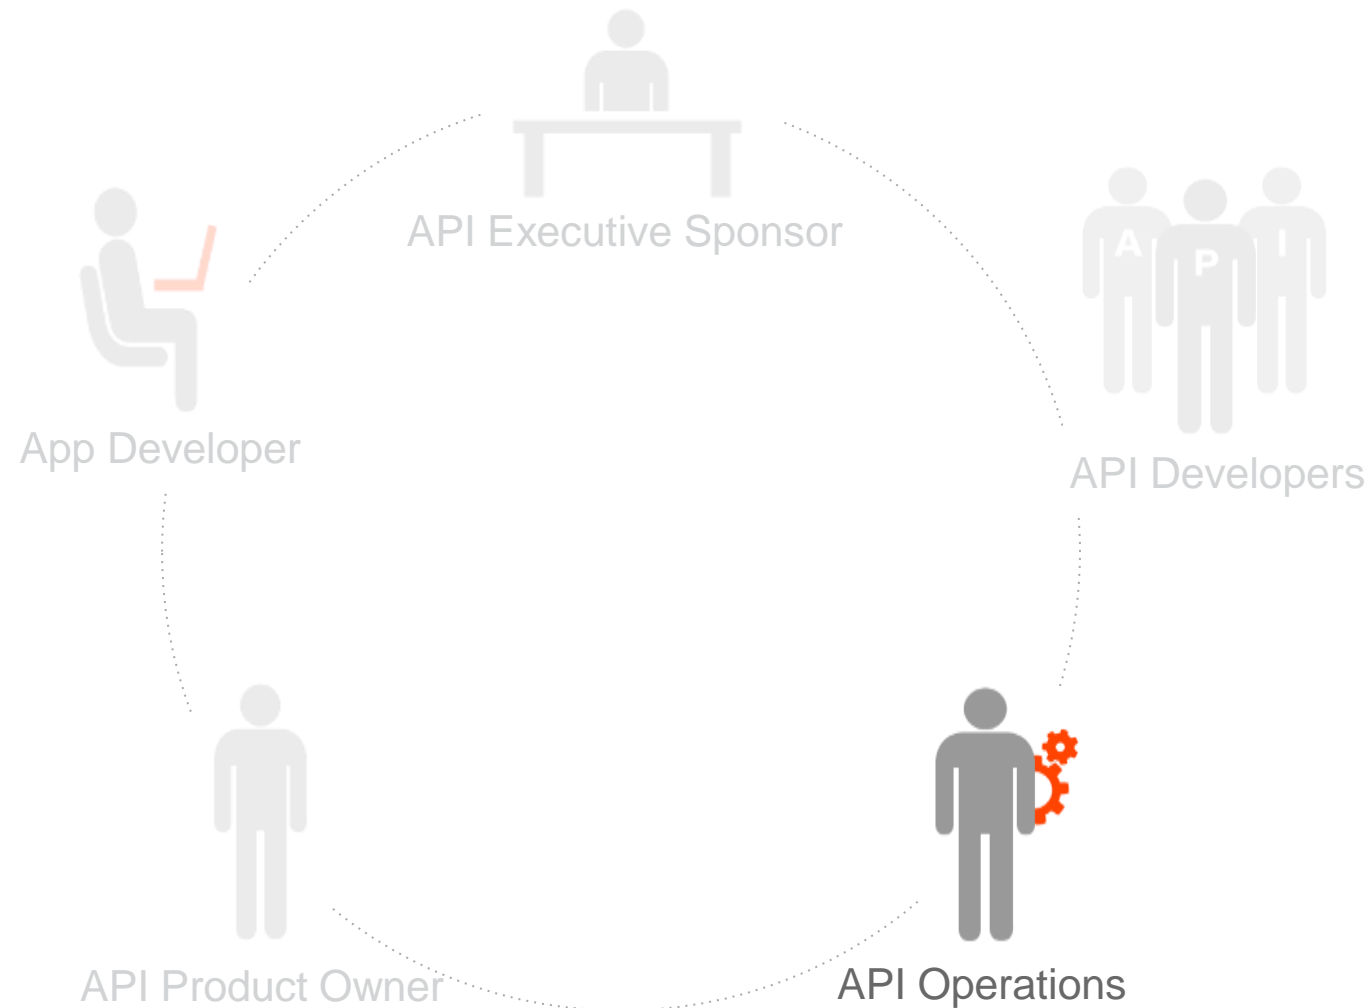 API Executive Sponsor
A P I
App Developer
API Developers
API Product Owner
API Operations